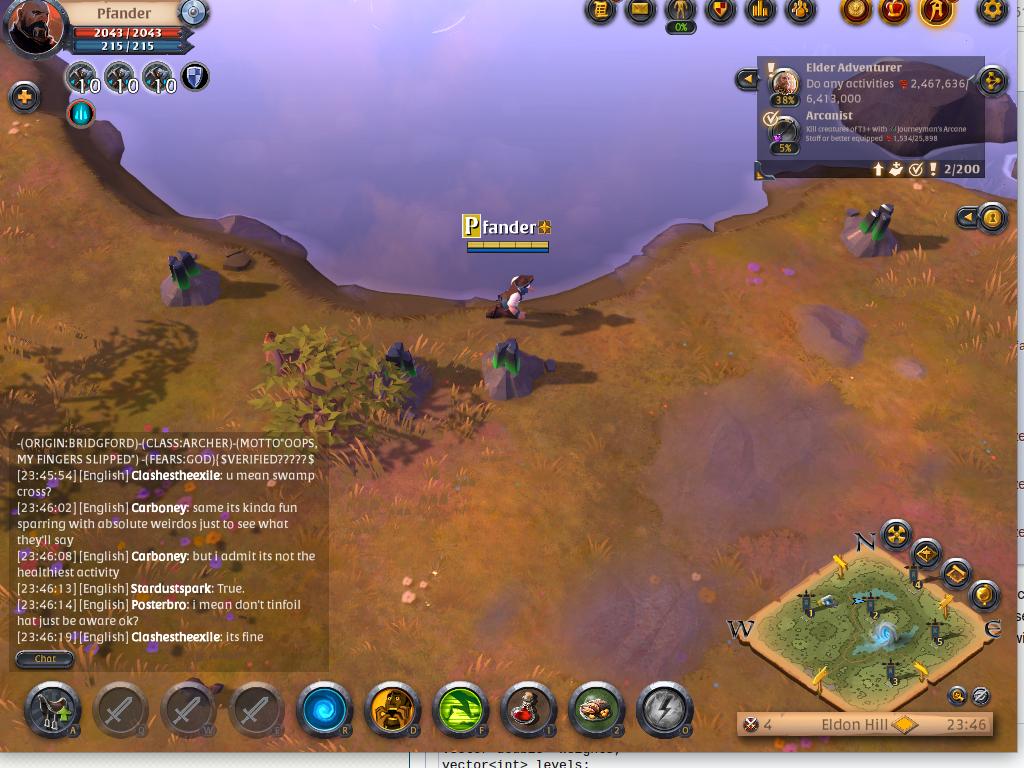 Pfander
2043 / 2043
215 / 215
10 10 10
0%
Elder Adventurer
Do any activities 2,467,636/
6,413,000
38%
Arcanist
Kill creatures of T3+ with Journeyman's Arcane
Staff or better equipped 1,534/25,898
5%
2/200
Pfander
-(ORIGIN:BRIDGFORD)-(CLASS:ARCHER)-(MOTTO"OOPS,
MY FINGERS SLIPPED") -(FEARS:GOD)[$VERIFIED?????$
[23:45:54] [English] Clashestheexile: u mean swamp
cross?
[23:46:02] [English] Carboney: same its kinda fun
sparring with absolute weirdos just to see what
they'll say
[23:46:08] [English] Carboney: but i admit its not the
healthiest activity
[23:46:13] [English] Stardustspark: True.
[23:46:14] [English] Posterbro: i mean don't tinfoil
hat just be aware ok?
[23:46:19] [English] Clashestheexile: its fine
Chat
A Q W E R D F 1 2 O
N
W E
1 2 3 4 5
4 Eldon Hill 23:46
vector<int> levels;